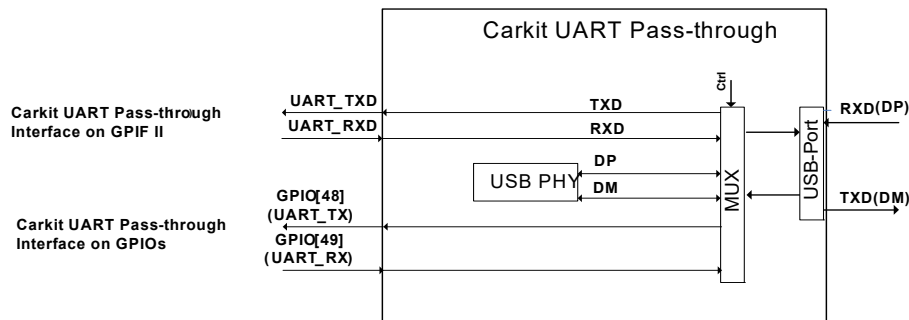 Carkit UART Pass-through
Ctrl
Carkit UART Pass-through
Interface on GPIF II
UART_TXD
UART_RXD
TXD
RXD
USB PHY
DP
DM
MUX
USB-Port
RXD(DP)
TXD(DM)
Carkit UART Pass-through
Interface on GPIOs
GPIO[48]
(UART_TX)
GPIO[49]
(UART_RX)